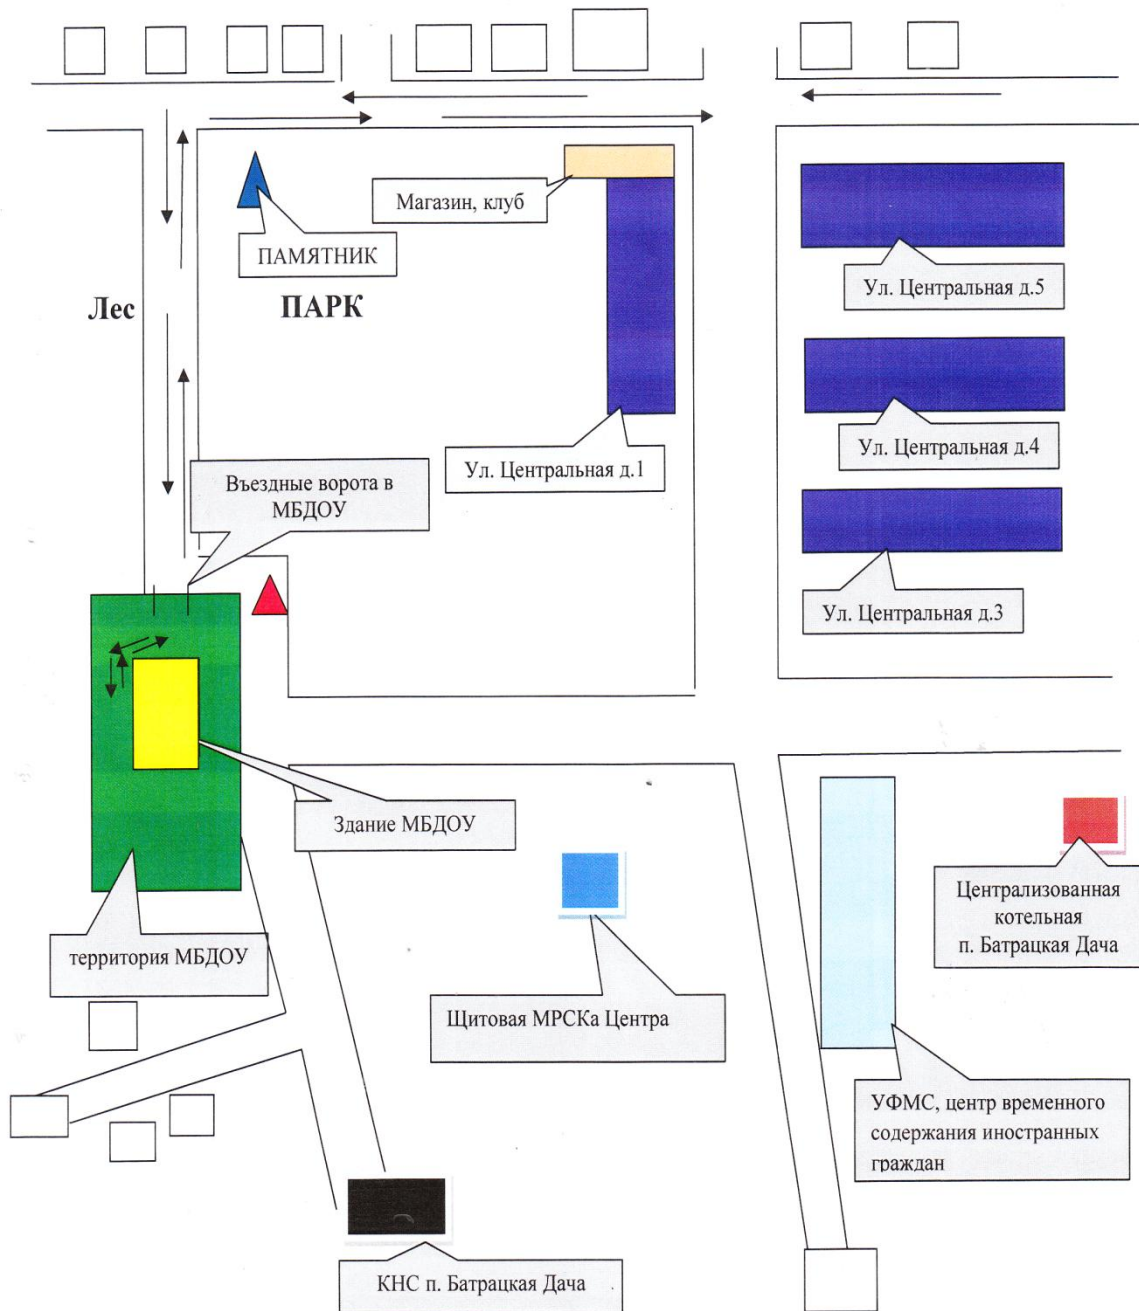 Магазин, клуб
ПАМЯТНИК
Ул. Центральная д.5
Лес
ПАРК
Ул. Центральная д.4
Ул. Центральная д.1
Въездные ворота в
МБДОУ
Ул. Центральная д.3
Здание МБДОУ
Централизованная
котельная
п. Батрацкая Дача
территория МБДОУ
Щитовая МРСКа Центра
УФМС, центр временного
содержания иностранных
граждан
КНС п. Батрацкая Дача